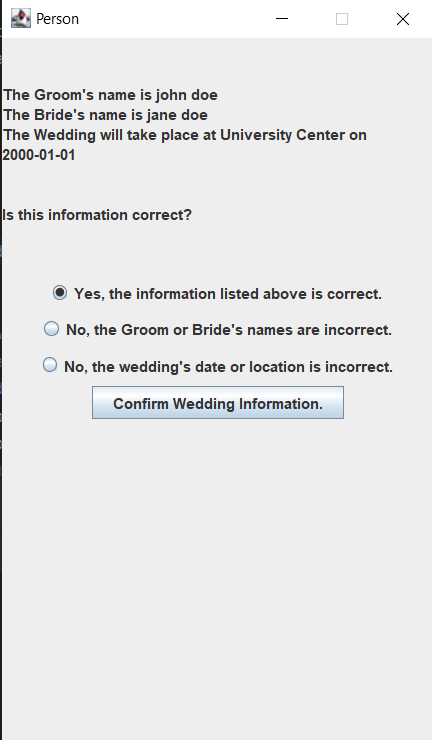 Person
The Groom's name is john doe
The Bride's name is jane doe
The Wedding will take place at University Center on
2000-01-01
Is this information correct?
Yes, the information listed above is correct.
No, the Groom or Bride's names are incorrect.
No, the wedding's date or location is incorrect.
Confirm Wedding Information.